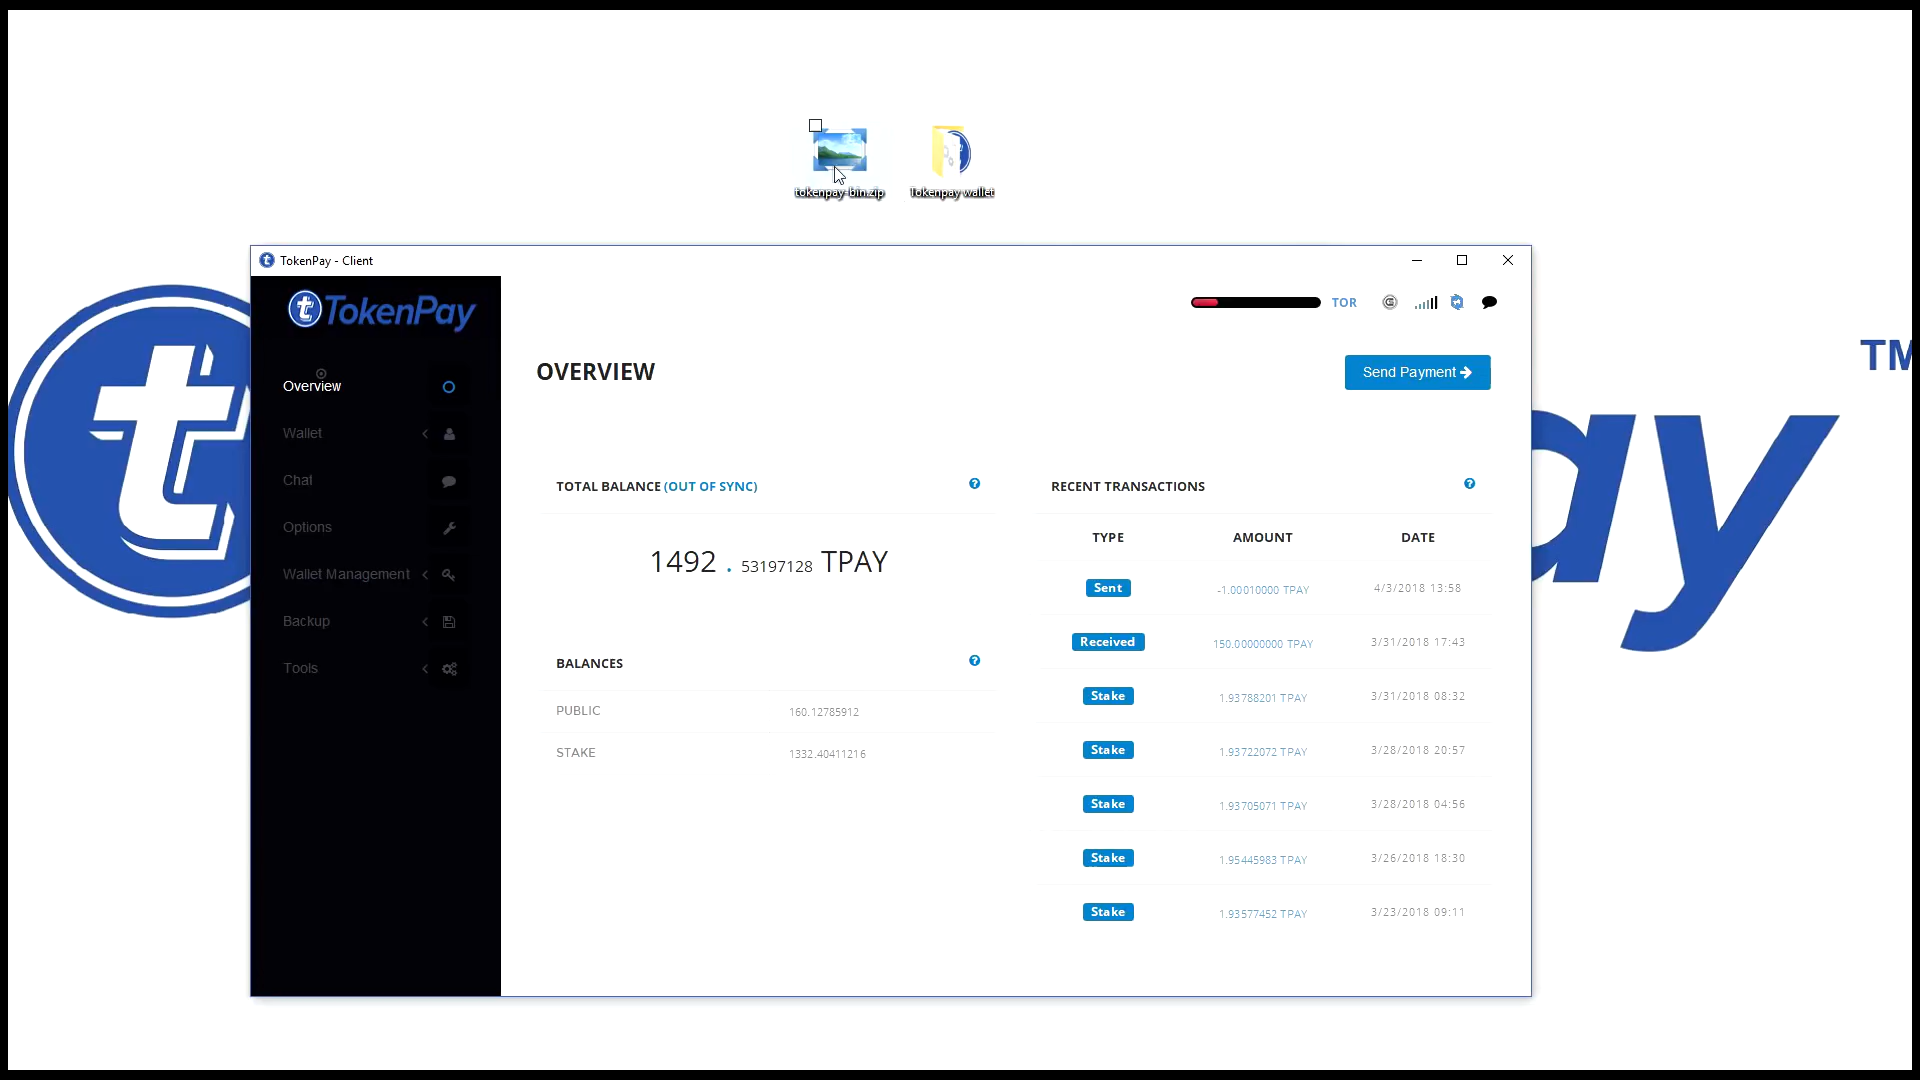 tokenpay-bin.zip
Tokenpay wallet
TokenPay - Client
TokenPay
TOR
TM
Overview
Wallet
Chat
Options
Wallet Management
Backup
Tools
OVERVIEW
Send Payment
TOTAL BALANCE (OUT OF SYNC)
1492 . 53197128 TPAY
BALANCES
PUBLIC 160.12785912
STAKE 1332.40411216
RECENT TRANSACTIONS
TYPE AMOUNT DATE
Sent -1.00010000 TPAY 4/3/2018 13:58
Received 150.00000000 TPAY 3/31/2018 17:43
Stake 1.93788201 TPAY 3/31/2018 08:32
Stake 1.93722072 TPAY 3/28/2018 20:57
Stake 1.93705071 TPAY 3/28/2018 04:56
Stake 1.95445983 TPAY 3/26/2018 18:30
Stake 1.93577452 TPAY 3/23/2018 09:11
ay